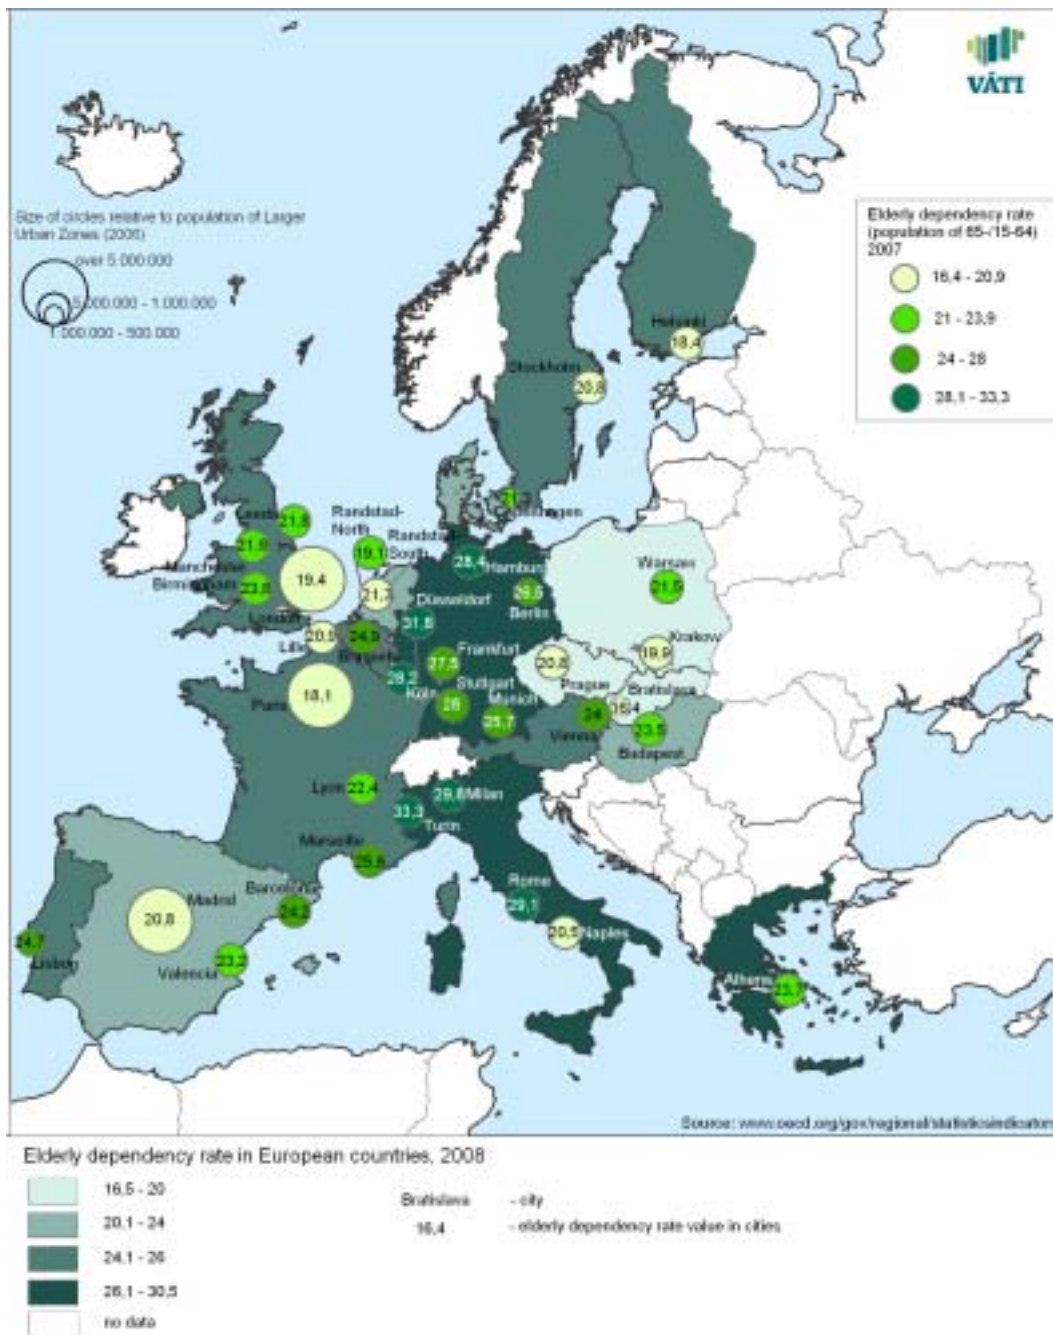 VÁTI
Size of circles relative to population of Larger
Urban Zones (2006)
over 5.000.000
5.000.000 - 1.000.000
1.000.000 - 500.000
Elderly dependency rate
(population of 65-/15-64)
2007
16,4 - 20,9
21 - 23,9
24 - 28
28,1 - 33,3
Helsinki
18,4
Stockholm
20,8
21,3
Leeds
21,8
Randstad-
North
Randstad-
South
19,1
21,3
21,9
Manchester
Birmingham
23,8
19,4
London
28,4
Hamburg
Berlin
Düsseldorf
31,8
Warsaw
21,5
Krakow
19,9
Lille
20,9
24,9
Brussels
Frankfurt
27,5
28,2
Köln
Stuttgart
28
Munich
25,7
20,8
Prague
Bratislava
16,4
24
Vienna
23,5
Budapest
Paris
18,1
Lyon
22,4
29,8
Milan
33,3
Turin
Marseille
25,6
Barcelona
24,2
Madrid
20,8
Rome
29,1
20,5
Naples
24,7
Lisbon
Valencia
23,2
Athens
23,7
Source: www.oecd.org/gov/regional/statisticsindicators
Elderly dependency rate in European countries, 2008
16,5 - 20
20,1 - 24
24,1 - 26
26,1 - 30,5
no data
Bratislava - city
16,4 - elderly dependency rate value in cities